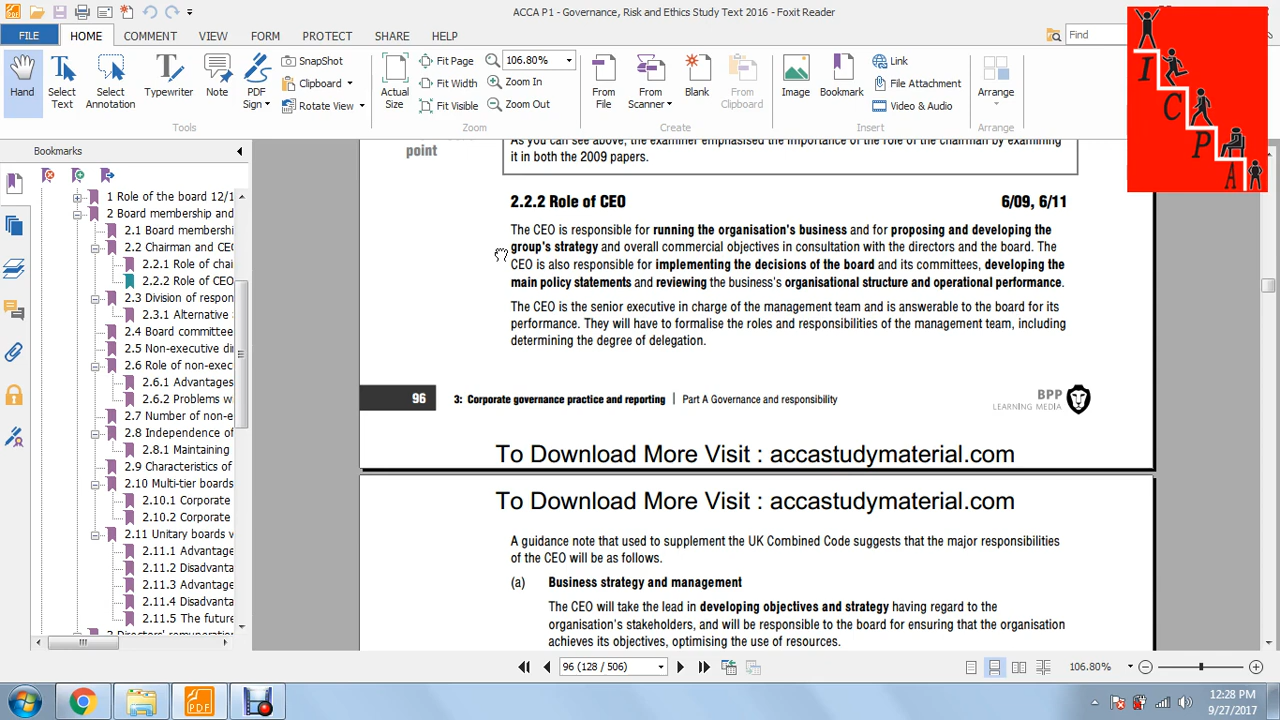 ACCA P1 - Governance, Risk and Ethics Study Text 2016 - Foxit Reader
FILE HOME COMMENT VIEW FORM PROTECT SHARE HELP
Find
Hand
Select Text
Select Annotation
SnapShot
Clipboard
Rotate View
Typewriter
Note
PDF Sign
Tools
Actual Size
Fit Page
Fit Width
Fit Visible
106.80%
Zoom In
Zoom Out
Zoom
From File
From Scanner
Blank
From Clipboard
Create
Image
Bookmark
Link
File Attachment
Video & Audio
Insert
Arrange
Arrange
I
C
P
A
Bookmarks
1 Role of the board 12/1
2 Board membership and
2.1 Board membersh
2.2 Chairman and CE
2.2.1 Role of chai
2.2.2 Role of CEO
2.3 Division of respon
2.3.1 Alternative
2.4 Board committee
2.5 Non-executive di
2.6 Role of non-exec
2.6.1 Advantages
2.6.2 Problems w
2.7 Number of non-e
2.8 Independence of
2.8.1 Maintaining
2.9 Characteristics of
2.10 Multi-tier boards
2.10.1 Corporate
2.10.2 Corporate
2.11 Unitary boards v
2.11.1 Advantage
2.11.2 Disadvanta
2.11.3 Advantage
2.11.4 Disadvanta
2.11.5 The future
point
As you can see above, the examiner emphasised the importance of the role of the chairman by examining
it in both the 2009 papers.
2.2.2 Role of CEO 6/09, 6/11
The CEO is responsible for running the organisation's business and for proposing and developing the
group's strategy and overall commercial objectives in consultation with the directors and the board. The
CEO is also responsible for implementing the decisions of the board and its committees, developing the
main policy statements and reviewing the business's organisational structure and operational performance.
The CEO is the senior executive in charge of the management team and is answerable to the board for its
performance. They will have to formalise the roles and responsibilities of the management team, including
determining the degree of delegation.
96 3: Corporate governance practice and reporting | Part A Governance and responsibility
BPP
LEARNING MEDIA
To Download More Visit : accastudymaterial.com
To Download More Visit : accastudymaterial.com
A guidance note that used to supplement the UK Combined Code suggests that the major responsibilities
of the CEO will be as follows.
(a) Business strategy and management
The CEO will take the lead in developing objectives and strategy having regard to the
organisation's stakeholders, and will be responsible to the board for ensuring that the organisation
achieves its objectives, optimising the use of resources.
96 (128 / 506)
106.80%
PDF
12:28 PM
9/27/2017